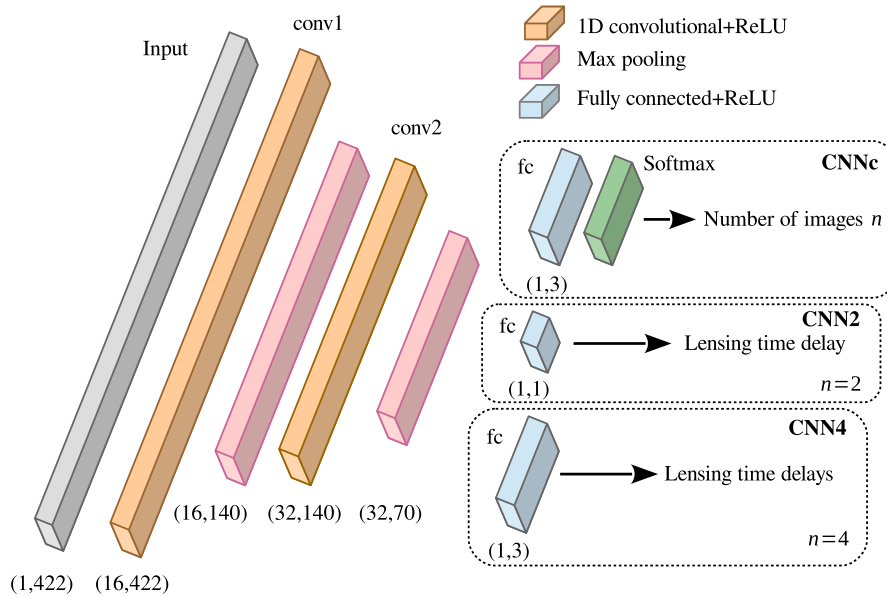 Input
conv1
conv2
(1,422)
(16,422)
(16,140)
(32,140)
(32,70)
1D convolutional+ReLU
Max pooling
Fully connected+ReLU
CNNc
fc
Softmax
Number of images n
(1,3)
CNN2
fc
Lensing time delay
(1,1)
n=2
CNN4
fc
Lensing time delays
(1,3)
n=4